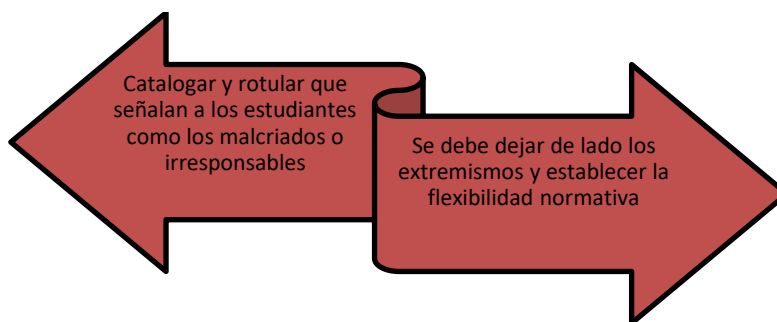 Catalogar y rotular que
señalan a los estudiantes
como los malcriados o
irresponsables
Se debe dejar de lado los
extremismos y establecer la
flexibilidad normativa